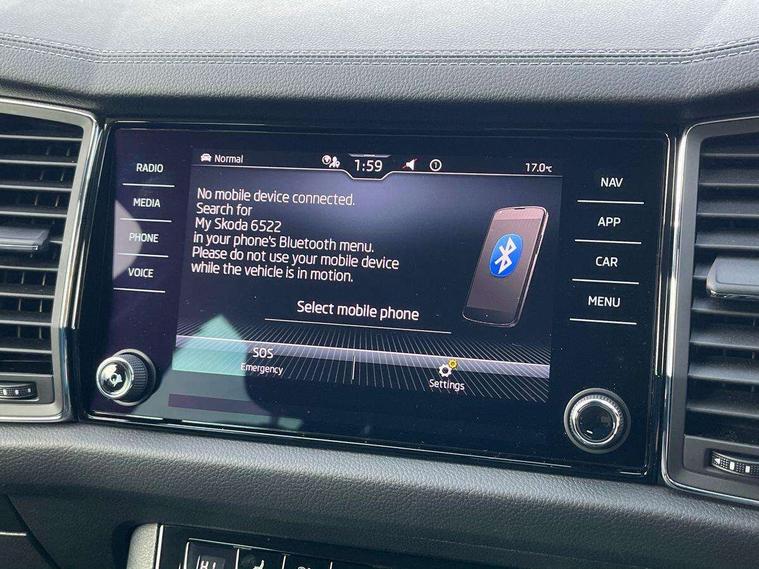 Normal 1:59 17.0°C
RADIO
MEDIA
PHONE
VOICE
No mobile device connected.
Search for
My Skoda 6522
in your phone's Bluetooth menu.
Please do not use your mobile device
while the vehicle is in motion.
Select mobile phone
SOS
Emergency
Settings
NAV
APP
CAR
MENU
HI